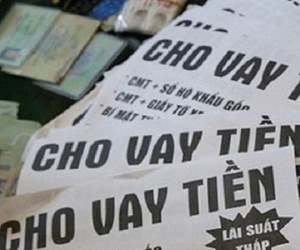 CHO VAY TIỀN
CMT + SỔ HỘ KHẨU GỐC
CMT + GIẤY TỜ
BÍ MẬT
CHO VAY TIỀN
CHO VAY TIỀN
LÃI SUẤT
THẤP